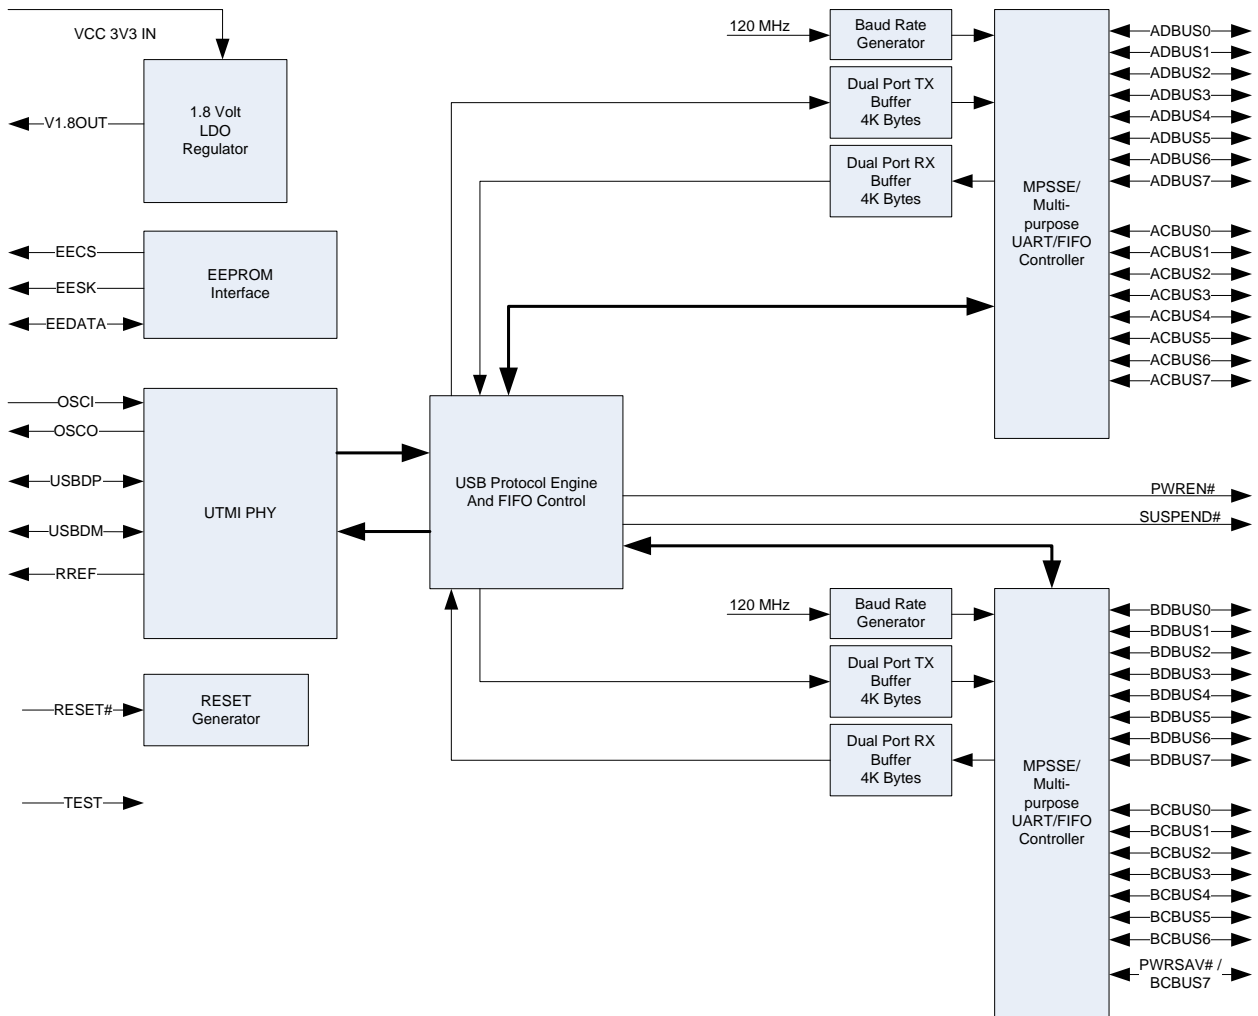 VCC 3V3 IN
1.8 Volt
LDO
Regulator
V1.8OUT
EEPROM
Interface
EECS
EESK
EEDATA
UTMI PHY
OSCI
OSCO
USBDP
USBDM
RREF
RESET
Generator
RESET#
TEST
USB Protocol Engine
And FIFO Control
120 MHz
Baud Rate
Generator
Dual Port TX
Buffer
4K Bytes
Dual Port RX
Buffer
4K Bytes
MPSSE/
Multi-
purpose
UART/FIFO
Controller
ADBUS0
ADBUS1
ADBUS2
ADBUS3
ADBUS4
ADBUS5
ADBUS6
ADBUS7
ACBUS0
ACBUS1
ACBUS2
ACBUS3
ACBUS4
ACBUS5
ACBUS6
ACBUS7
PWREN#
SUSPEND#
120 MHz
Baud Rate
Generator
Dual Port TX
Buffer
4K Bytes
Dual Port RX
Buffer
4K Bytes
MPSSE/
Multi-
purpose
UART/FIFO
Controller
BDBUS0
BDBUS1
BDBUS2
BDBUS3
BDBUS4
BDBUS5
BDBUS6
BDBUS7
BCBUS0
BCBUS1
BCBUS2
BCBUS3
BCBUS4
BCBUS5
BCBUS6
PWRSAV# /
BCBUS7